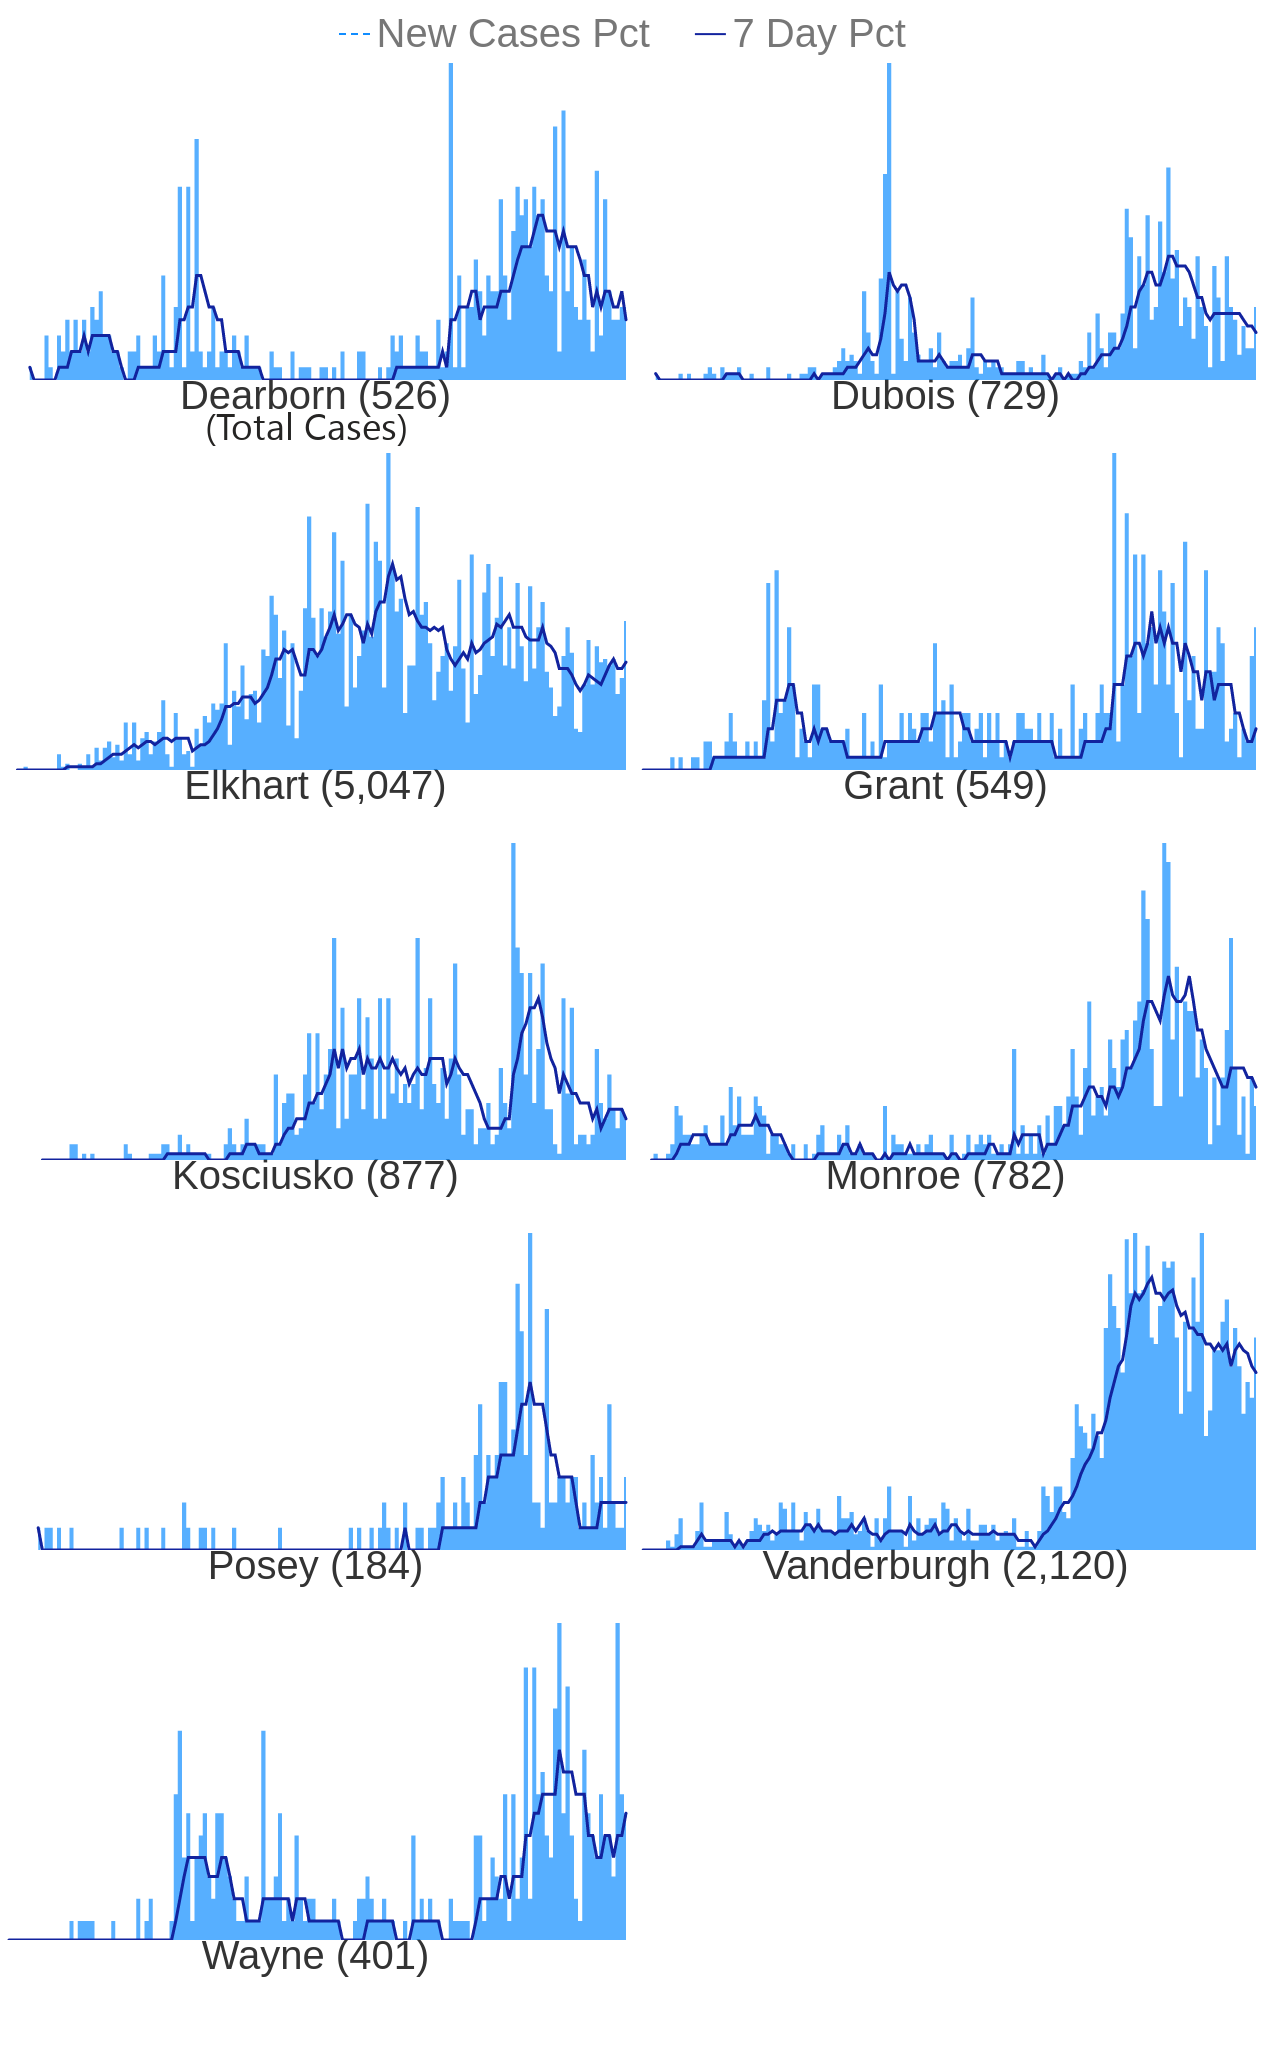 New Cases Pct 7 Day Pct
Dearborn (526) Dubois (729)
(Total Cases)
Elkhart (5,047) Grant (549)
Kosciusko (877) Monroe (782)
Posey (184) Vanderburgh (2,120)
Wayne (401)